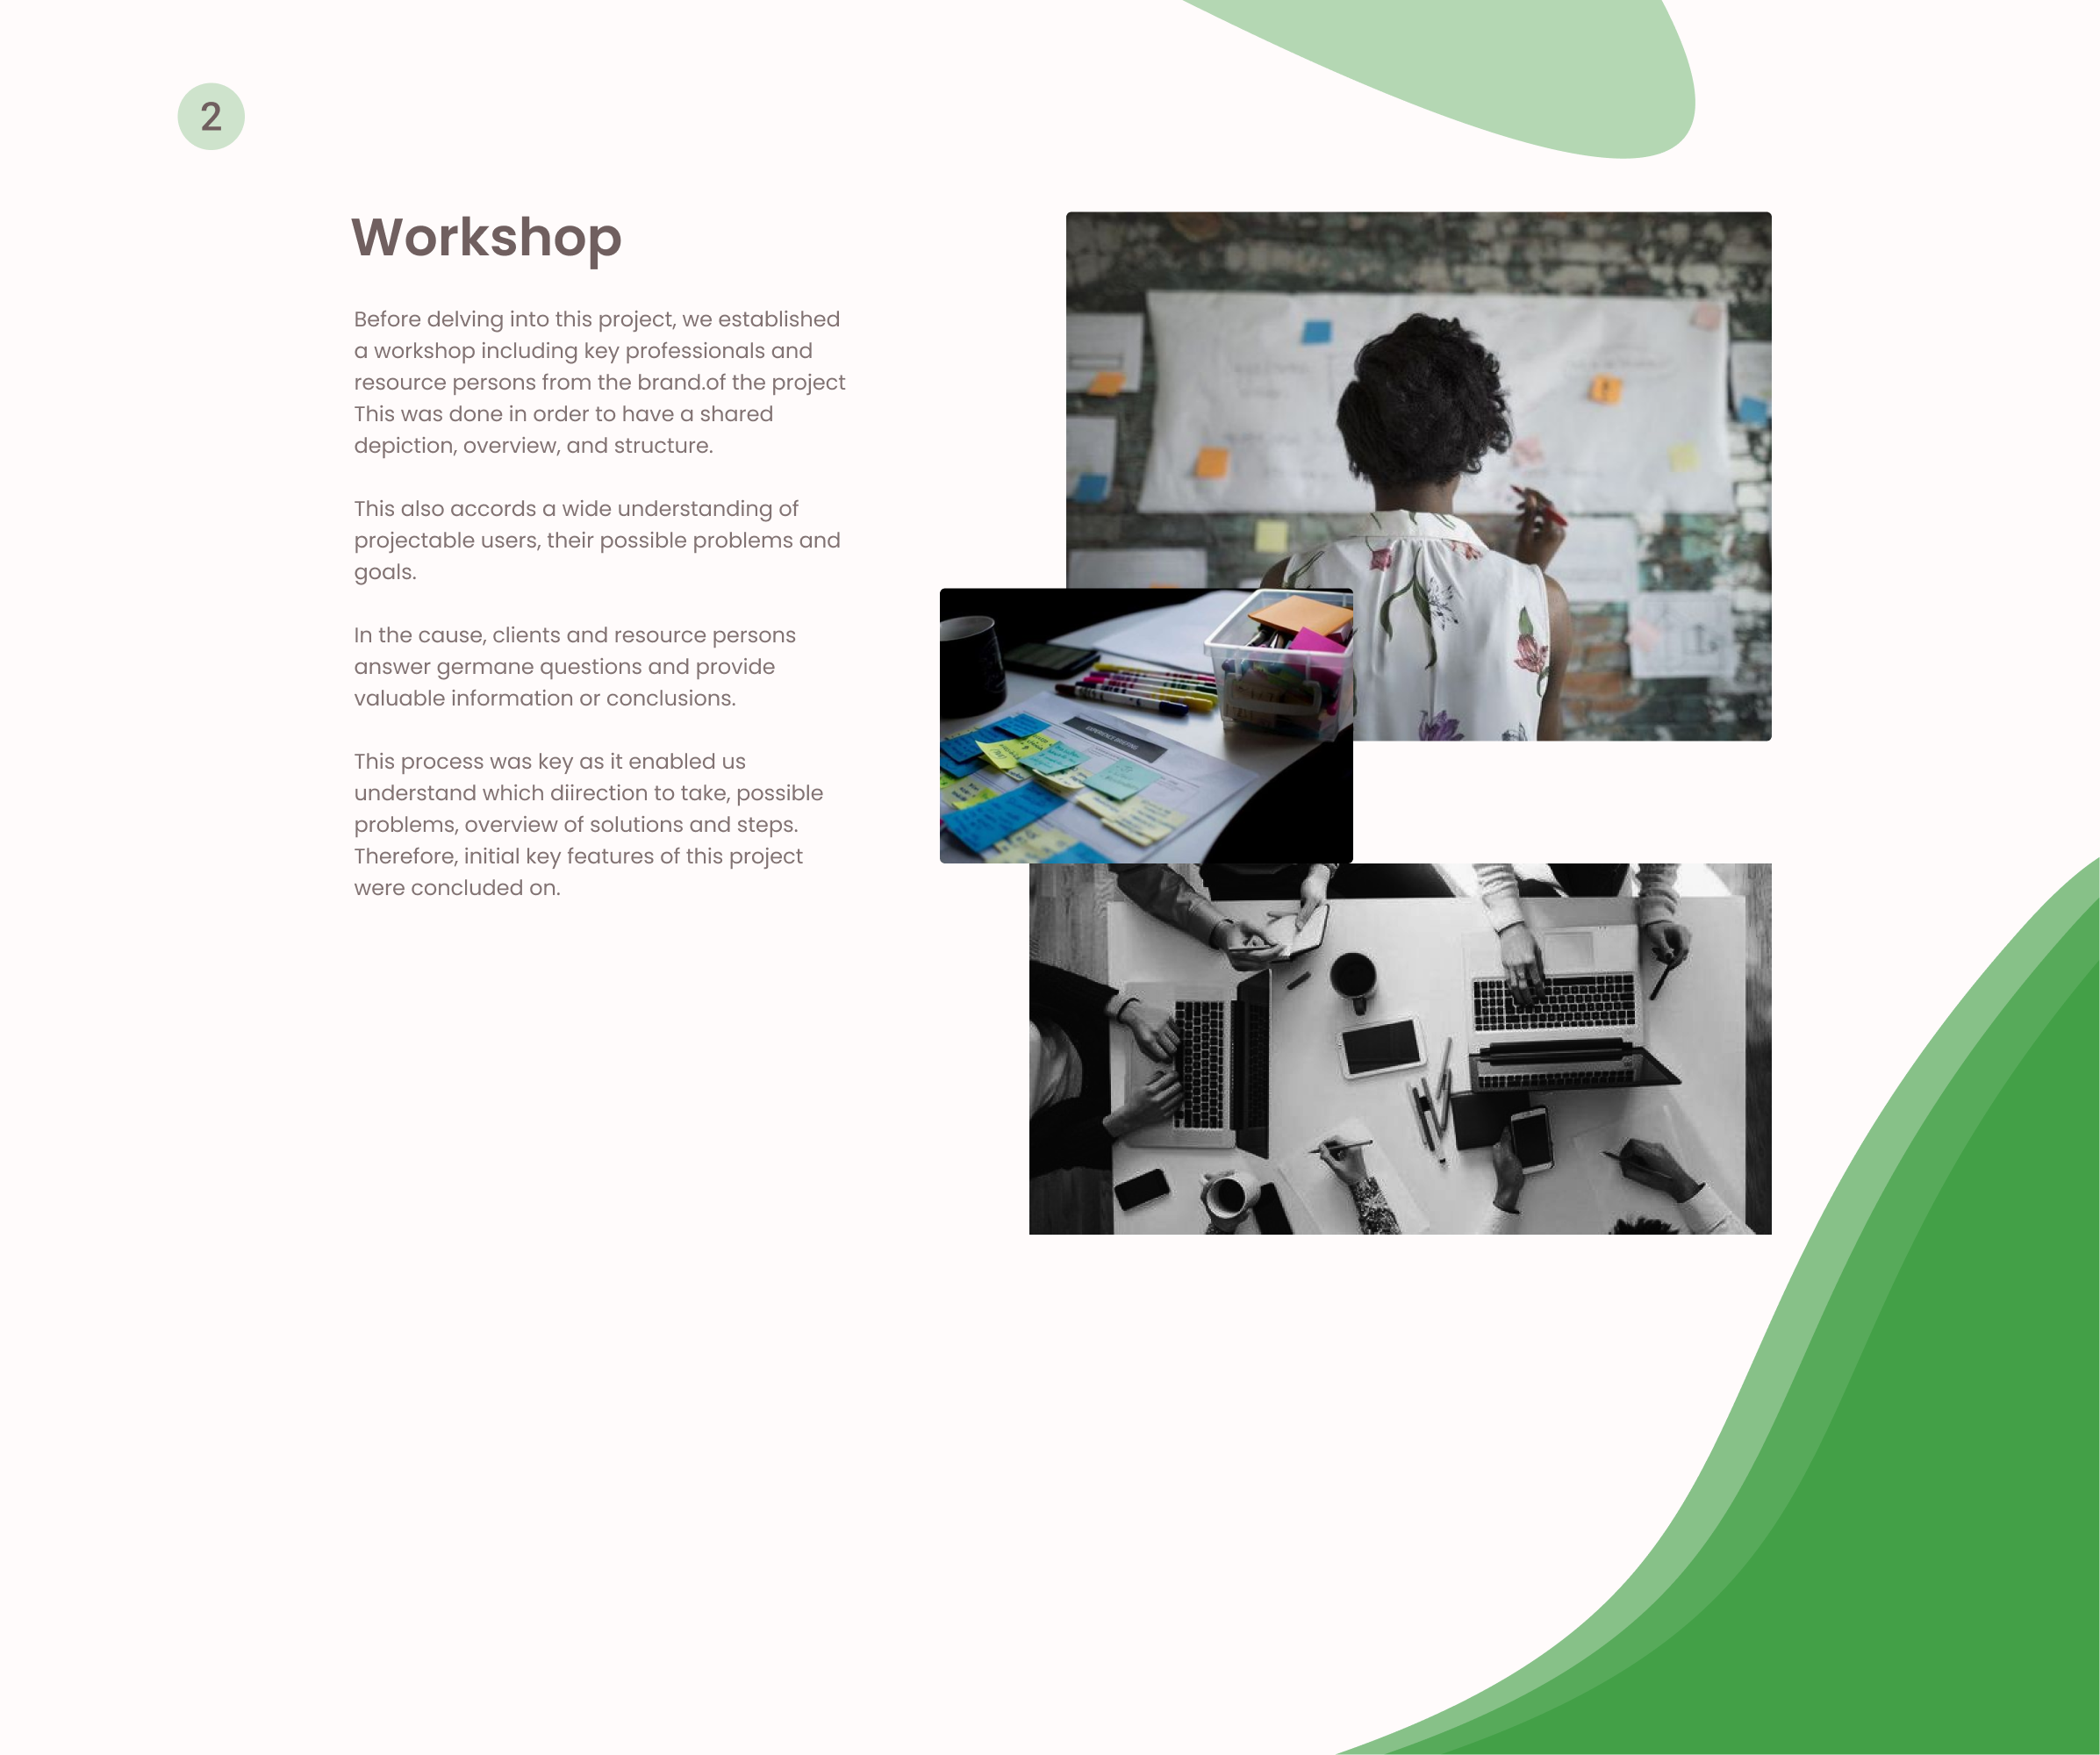 2
Workshop
Before delving into this project, we established
a workshop including key professionals and
resource persons from the brand.of the project
This was done in order to have a shared
depiction, overview, and structure.
This also accords a wide understanding of
projectable users, their possible problems and
goals.
In the cause, clients and resource persons
answer germane questions and provide
valuable information or conclusions.
This process was key as it enabled us
understand which diirection to take, possible
problems, overview of solutions and steps.
Therefore, initial key features of this project
were concluded on.
EXPERIENCE BRIEFING